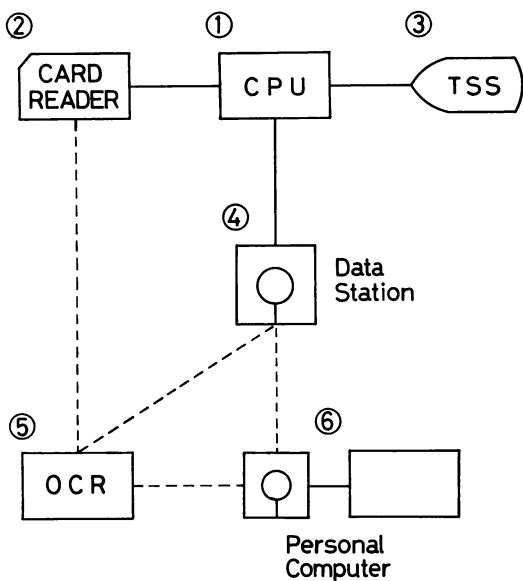 ②
①
③
CARD
READER
CPU
TSS
④
Data
Station
⑤
⑥
OCR
Personal
Computer